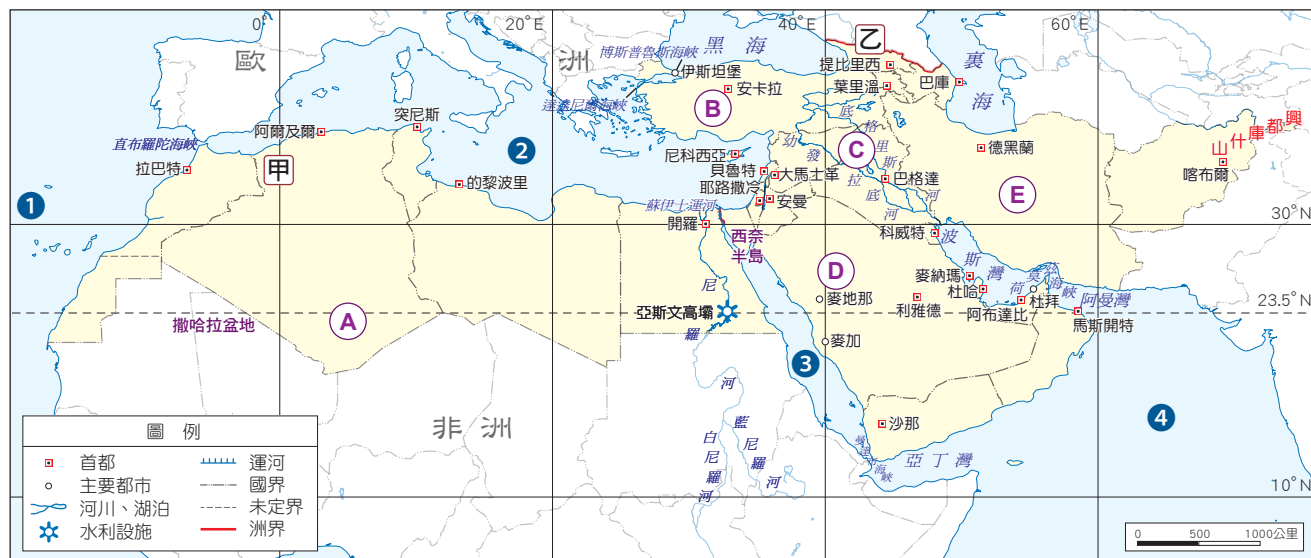 0°
20°E
40°E
60°E
歐
洲
博斯普魯斯海峽
黑海
乙
裏海
伊斯坦堡
提比里西
葉里溫
巴庫
安卡拉
達達尼爾海峽
B
興都庫什山
直布羅陀海峽
阿爾及爾
突尼斯
2
底格里斯河
幼發拉底河
C
德黑蘭
拉巴特
甲
的黎波里
尼科西亞
貝魯特
大馬士革
耶路撒冷
安曼
巴格達
喀布爾
E
1
蘇伊士運河
開羅
西奈
半島
科威特
波斯灣
30°N
D
麥納瑪
荷莫茲海峽
麥地那
利雅德
杜哈
阿布達比
杜拜
阿曼灣
馬斯開特
23.5°N
撒哈拉盆地
A
亞斯文高壩
尼羅河
麥加
3
4
非洲
白尼羅河
藍尼羅河
沙那
曼達布海峽
亞丁灣
10°N
圖例
首都
主要都市
河川、湖泊
水利設施
運河
國界
未定界
洲界
0 500 1000公里